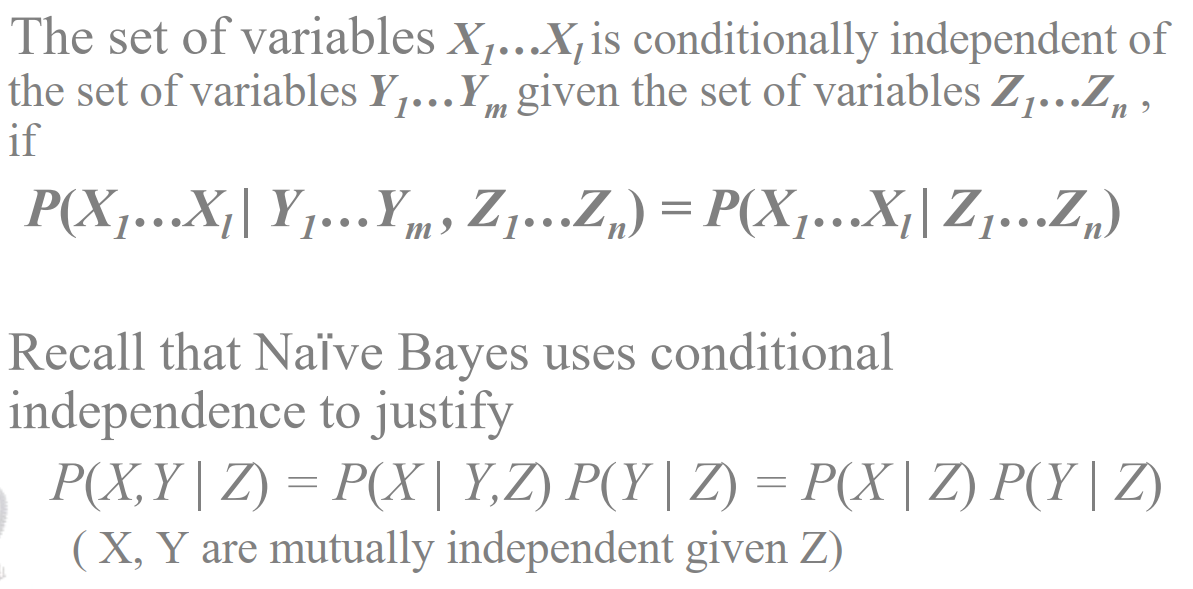 The set of variables X₁...Xₗ is conditionally independent of
the set of variables Y₁...Yₘ given the set of variables Z₁...Zₙ ,
if
P(X₁...Xₗ| Y₁...Yₘ, Z₁...Zₙ) = P(X₁...Xₗ| Z₁...Zₙ)
Recall that Naïve Bayes uses conditional
independence to justify
P(X,Y | Z) = P(X | Y,Z) P(Y | Z) = P(X | Z) P(Y | Z)
( X, Y are mutually independent given Z)